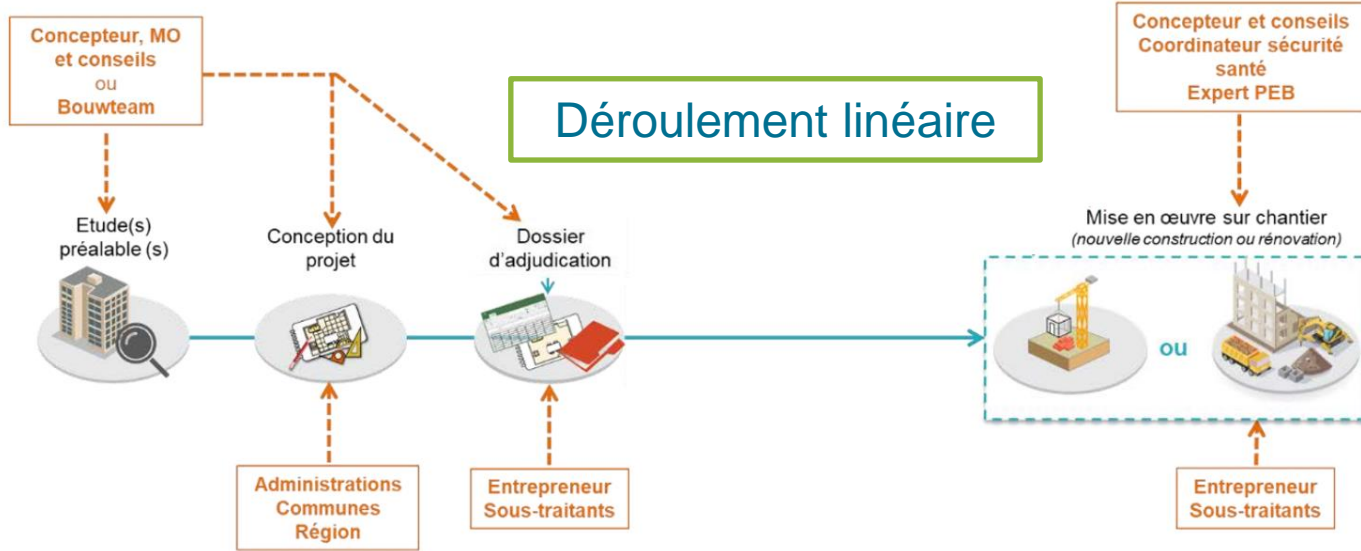 Concepteur, MO
et conseils
ou
Bouwteam
Déroulement linéaire
Concepteur et conseils
Coordinateur sécurité
santé
Expert PEB
Etude(s)
préalable (s)
Conception du
projet
Dossier
d'adjudication
Mise en œuvre sur chantier
(nouvelle construction ou rénovation)
ou
Administrations
Communes
Région
Entrepreneur
Sous-traitants
Entrepreneur
Sous-traitants